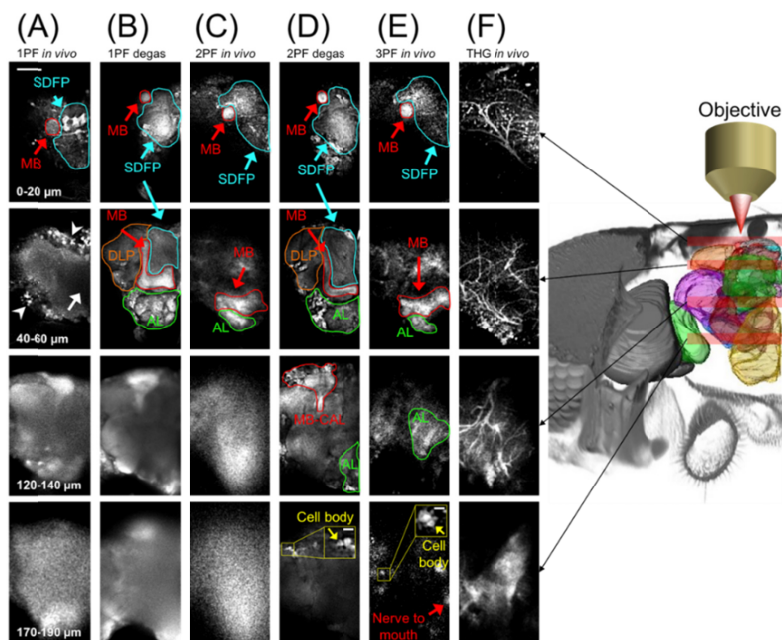 (A) (B) (C) (D) (E) (F)
1PF in vivo 1PF degas 2PF in vivo 2PF degas 3PF in vivo THG in vivo
SDFP
MB
0-20 µm
MB
SDFP
MB
SDFP
MB
SDFP
MB
SDFP
Objective
40-60 µm
MB
DLP
AL
MB
AL
MB
DLP
AL
MB
AL
120-140 µm
MB-CAL
AL
AL
170-190 µm
Cell body
Cell
body
Nerve to
mouth